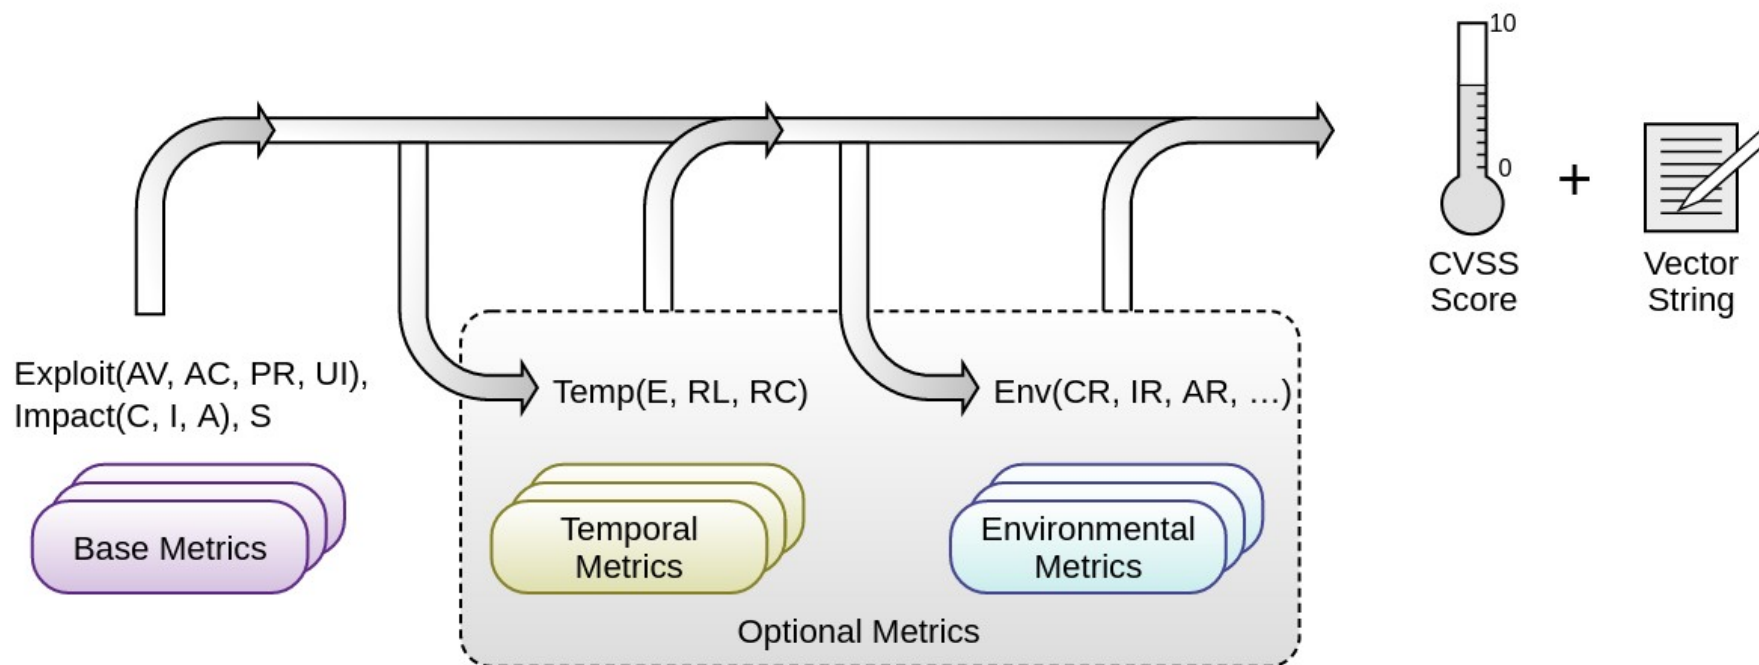 10
0
+
CVSS
Score
Vector
String
Exploit(AV, AC, PR, UI),
Impact(C, I, A), S
Temp(E, RL, RC)
Env(CR, IR, AR, …)
Base Metrics
Temporal
Metrics
Environmental
Metrics
Optional Metrics